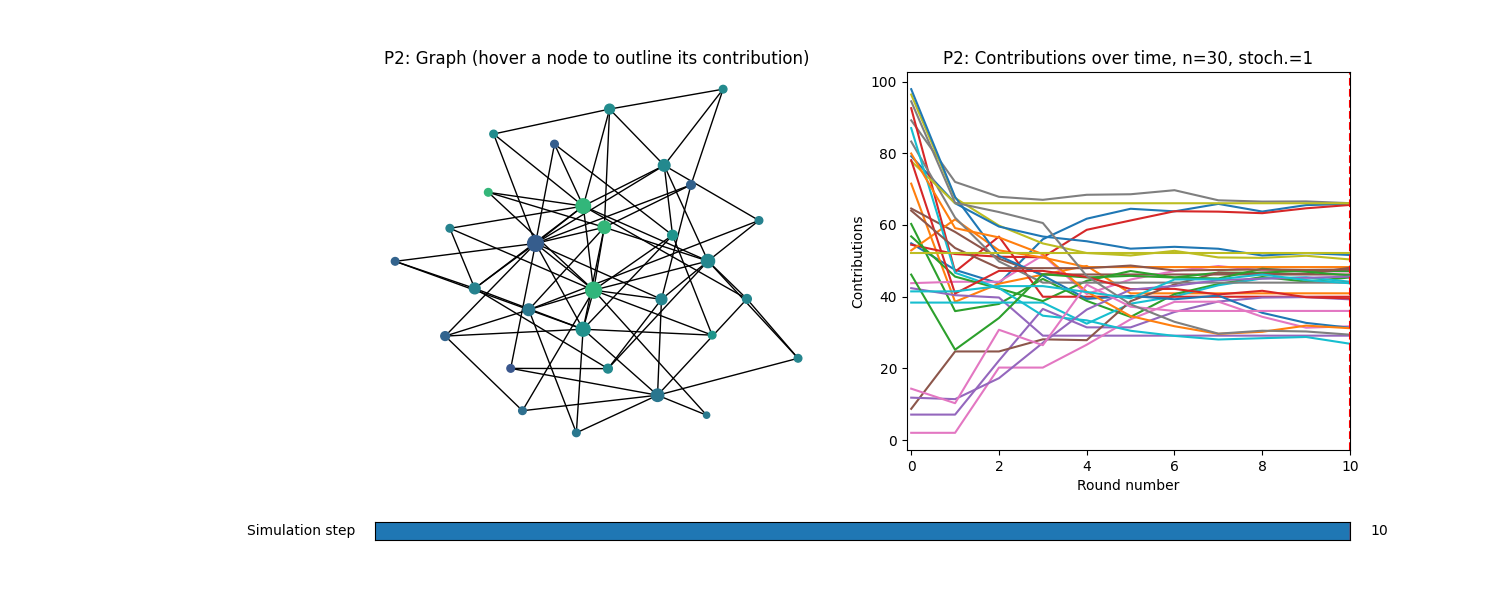 P2: Graph (hover a node to outline its contribution)
P2: Contributions over time, n=30, stoch.=1
Contributions
100
80
60
40
20
0
0 2 4 6 8 10
Round number
Simulation step 10